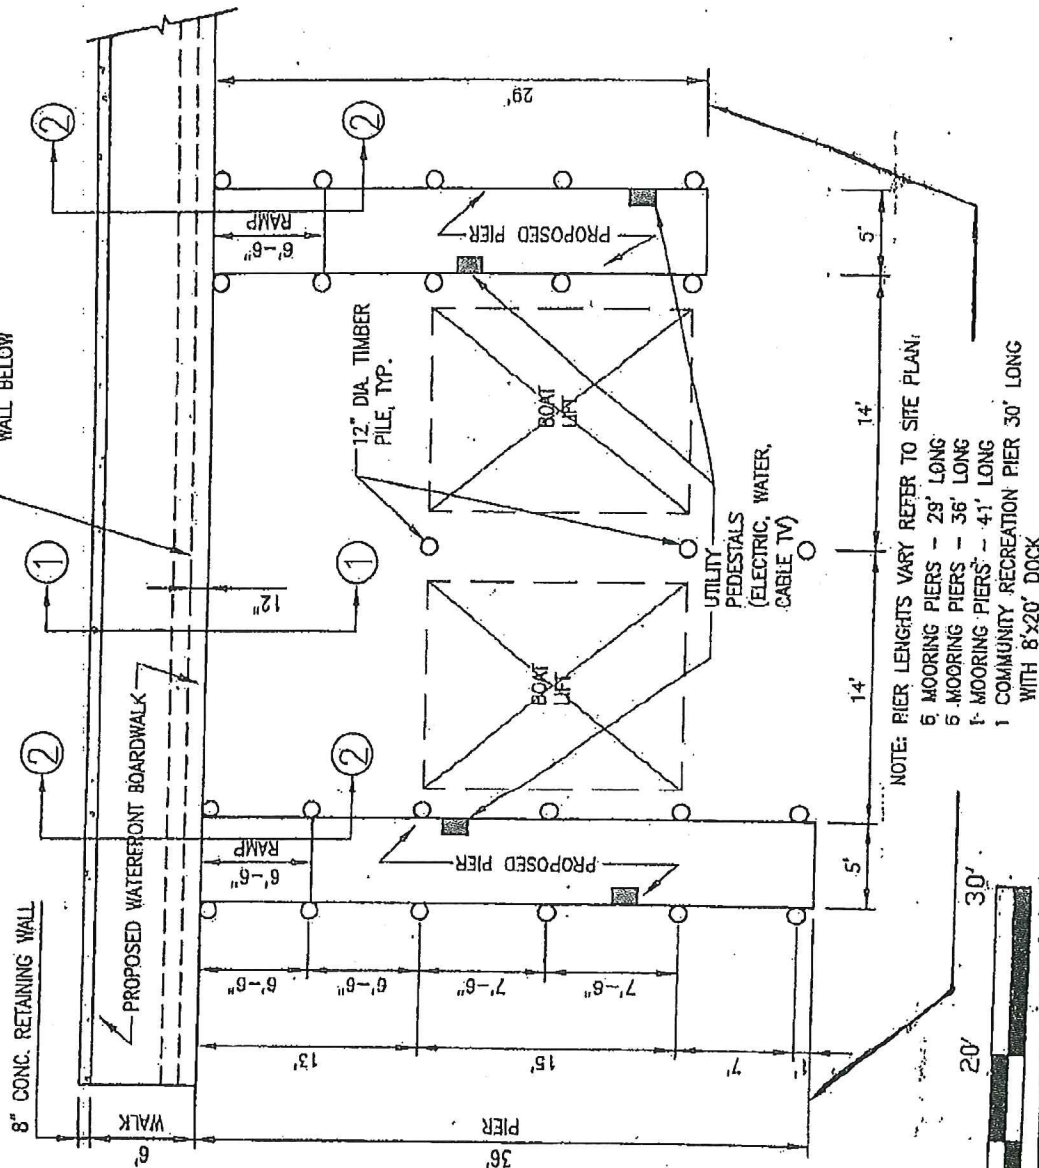 WALL BELOW
8" CONC. RETAINING WALL
PROPOSED WATERFRONT BOARDWALK
6'
WALK
12"
1
1
2
2
2
2
29'
6'-6"
RAMP
PROPOSED PIER
6'-6"
RAMP
PROPOSED PIER
12" DIA. TIMBER
PILE, TYP.
BOAT
LIFT
BOAT
LIFT
UTILITY
PEDESTALS
(ELECTRIC, WATER,
CABLE TV)
6'-6"
6'-6"
7'-6"
7'-6"
13'
15'
7'
1'
36'
PIER
5'
14'
14'
5'
NOTE: PIER LENGHTS VARY REFER TO SITE PLAN:
MOORING PIERS - 29' LONG
MOORING PIERS - 36' LONG
1 MOORING PIERS - 41' LONG
1 COMMUNITY RECREATION PIER 30' LONG
WITH 8'x20' DOCK
20'
30'